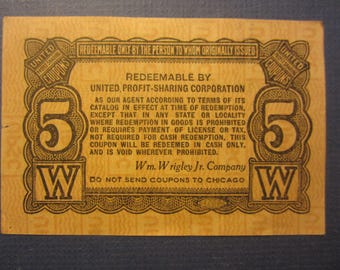 REDEEMABLE ONLY BY THE PERSON TO WHOM ORIGINALLY ISSUED
UNITED COUPONS
UNITED COUPONS
REDEEMABLE BY
UNITED PROFIT-SHARING CORPORATION
AS OUR AGENT ACCORDING TO TERMS OF ITS
CATALOG IN EFFECT AT TIME OF REDEMPTION,
EXCEPT THAT IN ANY STATE OR LOCALITY
WHERE REDEMPTION IN GOODS IS PROHIBITED
OR REQUIRES PAYMENT OF LICENSE OR TAX,
NOT REQUIRED FOR CASH REDEMPTION, THIS
COUPON WILL BE REDEEMED IN CASH ONLY,
AND IS VOID WHEREVER PROHIBITED.
5 5
Wm. Wrigley Jr. Company
W W
DO NOT SEND COUPONS TO CHICAGO